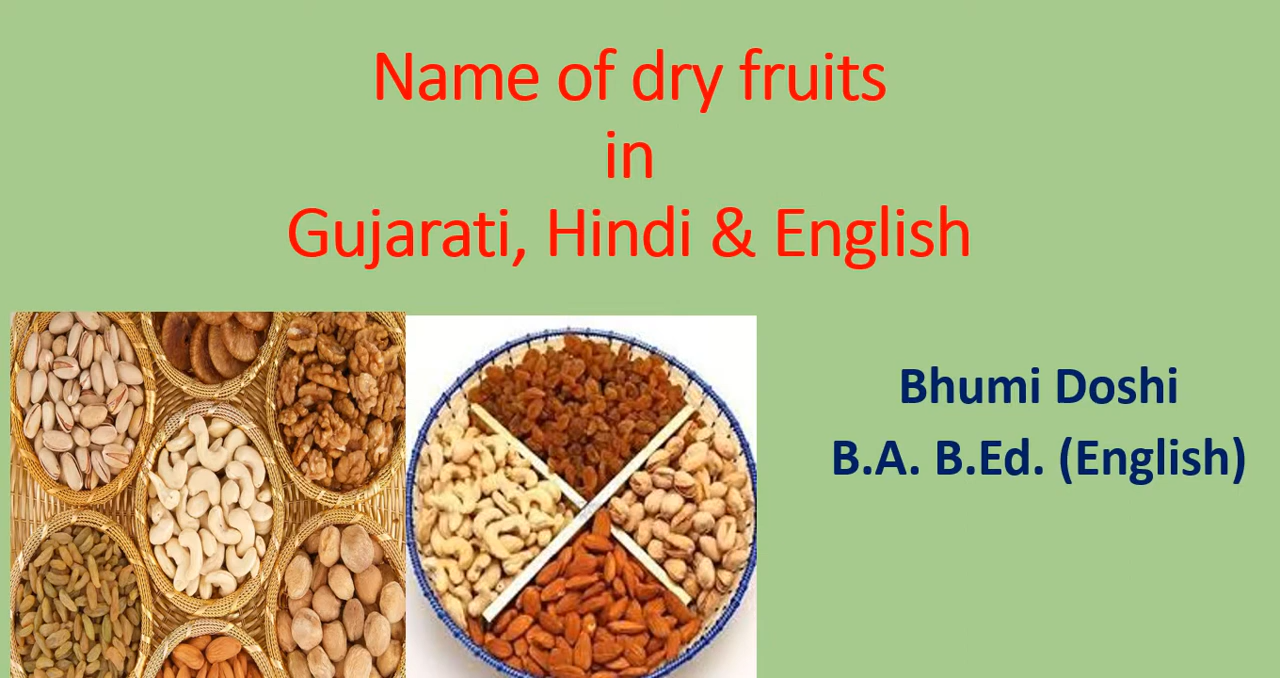 Name of dry fruits
in
Gujarati, Hindi & English
Bhumi Doshi
B.A. B.Ed. (English)